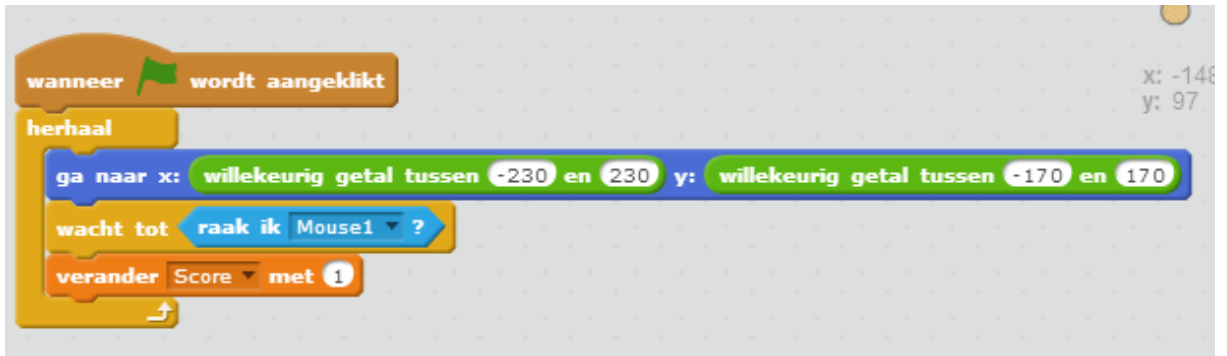 wanneer wordt aangeklikt
herhaal
ga naar x: willekeurig getal tussen -230 en 230 y: willekeurig getal tussen -170 en 170
wacht tot raak ik Mouse1 ?
verander Score met 1
x: -148
y: 97